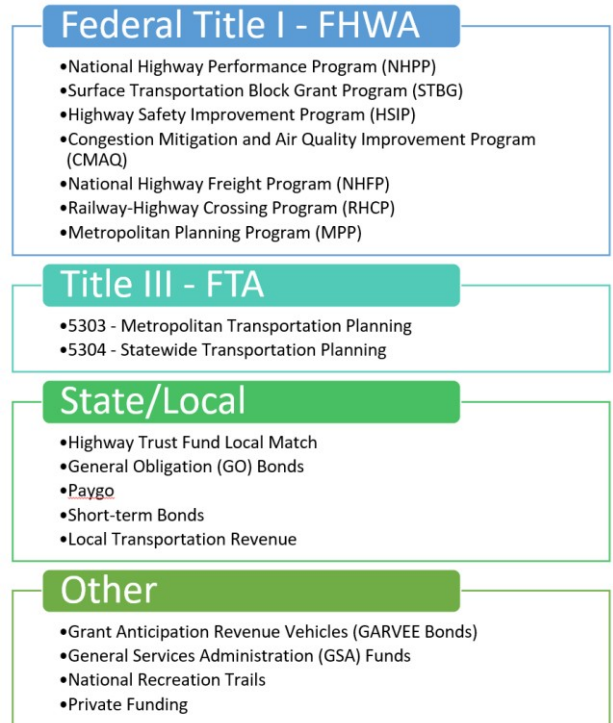 Federal Title I - FHWA
•National Highway Performance Program (NHPP)
•Surface Transportation Block Grant Program (STBG)
•Highway Safety Improvement Program (HSIP)
•Congestion Mitigation and Air Quality Improvement Program
(CMAQ)
•National Highway Freight Program (NHFP)
•Railway-Highway Crossing Program (RHCP)
•Metropolitan Planning Program (MPP)
Title III - FTA
•5303 - Metropolitan Transportation Planning
•5304 - Statewide Transportation Planning
State/Local
•Highway Trust Fund Local Match
•General Obligation (GO) Bonds
•Paygo
•Short-term Bonds
•Local Transportation Revenue
Other
•Grant Anticipation Revenue Vehicles (GARVEE Bonds)
•General Services Administration (GSA) Funds
•National Recreation Trails
•Private Funding